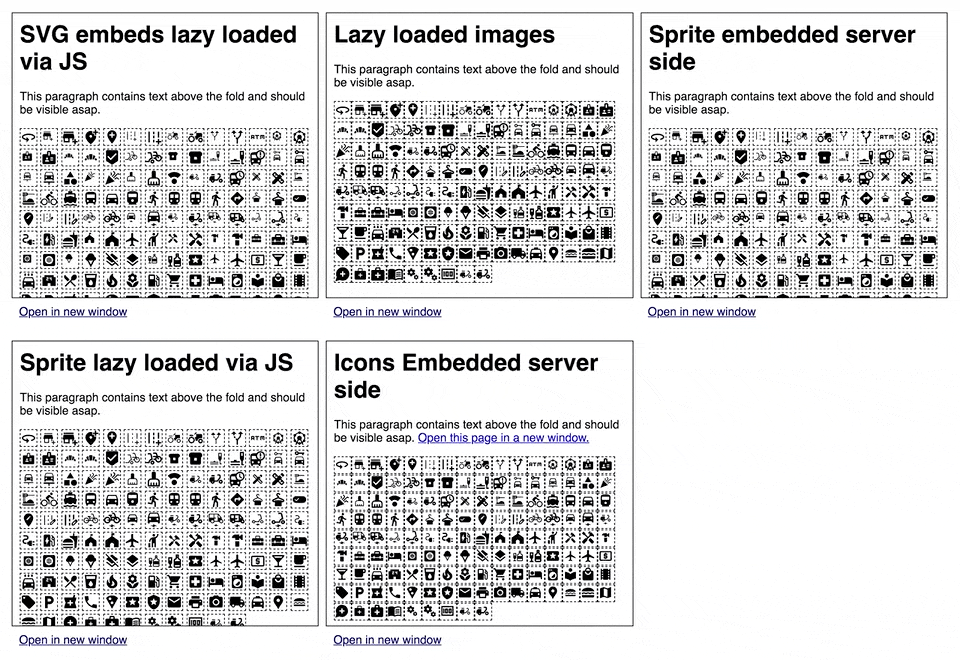 SVG embeds lazy loaded
via JS
This paragraph contains text above the fold and should
be visible asap.
ATM
Open in new window
Lazy loaded images
This paragraph contains text above the fold and should
be visible asap.
ATM
Open in new window
Sprite embedded server
side
This paragraph contains text above the fold and should
be visible asap.
ATM
Open in new window
Sprite lazy loaded via JS
This paragraph contains text above the fold and should
be visible asap.
ATM
Open in new window
Icons Embedded server
side
This paragraph contains text above the fold and should
be visible asap. Open this page in a new window.
ATM
Open in new window